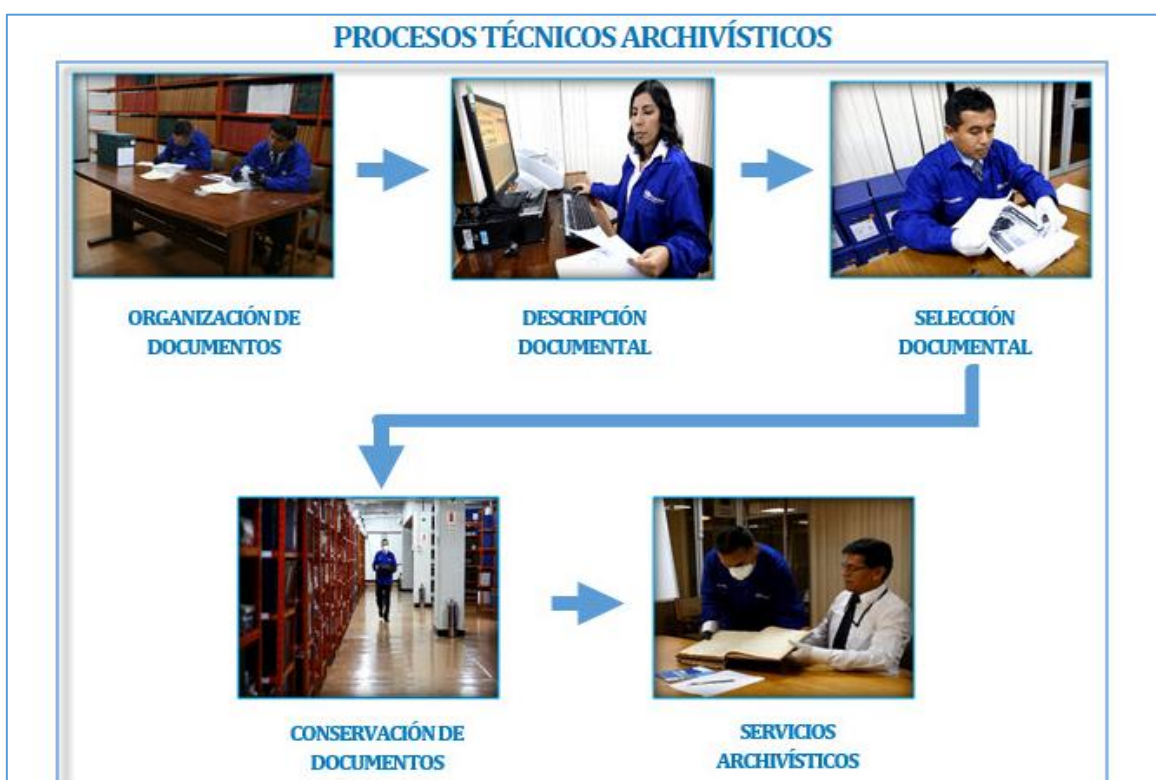 PROCESOS TÉCNICOS ARCHIVÍSTICOS
ORGANIZACIÓN DE
DOCUMENTOS
DESCRIPCIÓN
DOCUMENTAL
SELECCIÓN
DOCUMENTAL
CONSERVACIÓN DE
DOCUMENTOS
SERVICIOS
ARCHIVÍSTICOS